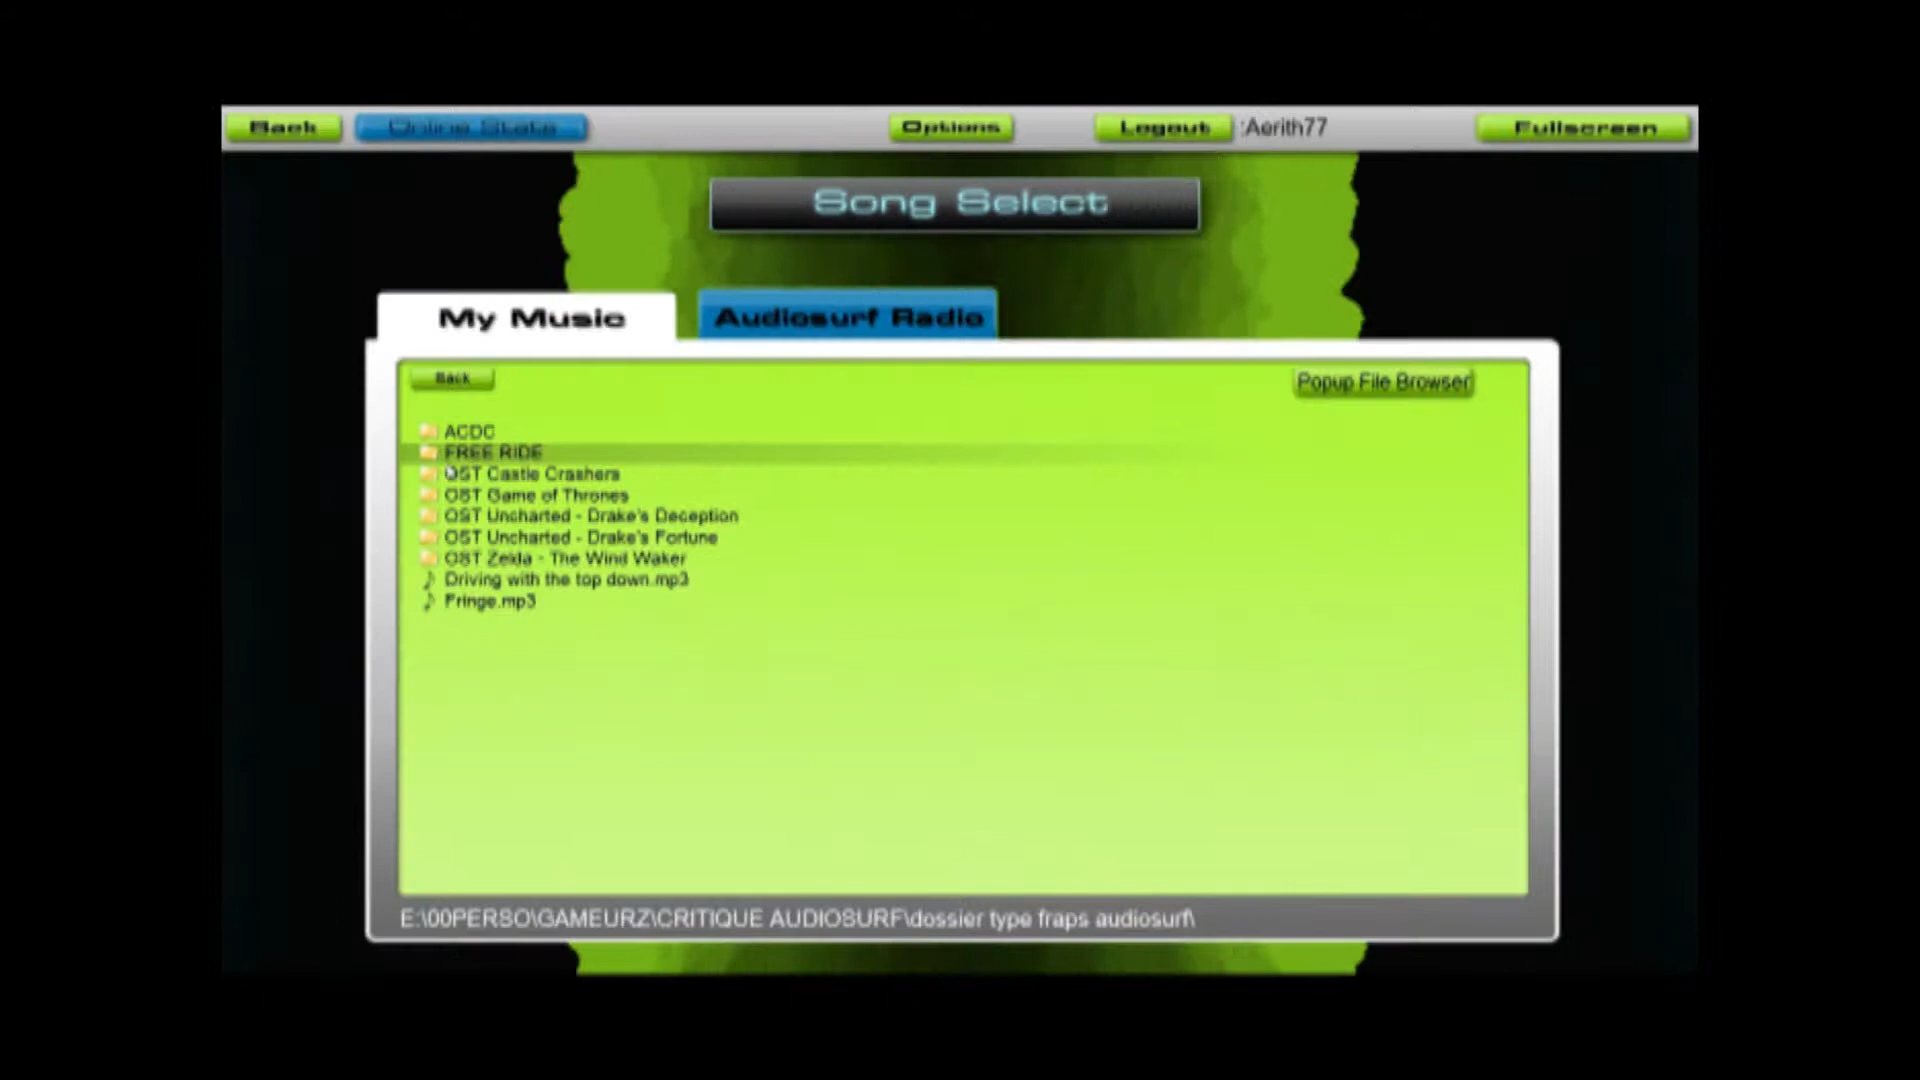 Back
Online Stats
Options
Logout
:Aerith77
Fullscreen
Song Select
My Music
Audiosurf Radio
Back
Popup File Browser
ACDC
FREE RIDE
OST Castle Crashers
OST Game of Thrones
OST Uncharted - Drake's Deception
OST Uncharted - Drake's Fortune
OST Zelda - The Wind Waker
Driving with the top down.mp3
Fringe.mp3
E:\00PERSO\GAMEURZ\CRITIQUE AUDIOSURF\dossier type fraps audiosurf\